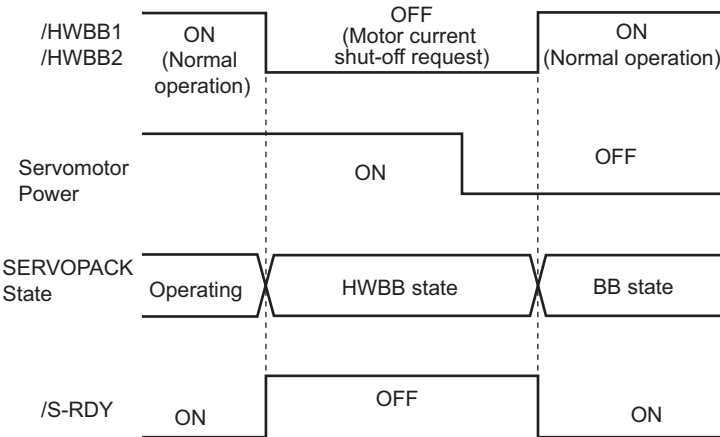 /HWBB1
/HWBB2
ON
(Normal
operation)
OFF
(Motor current
shut-off request)
ON
(Normal operation)
Servomotor
Power
ON
OFF
SERVOPACK
State
Operating
HWBB state
BB state
/S-RDY
ON
OFF
ON